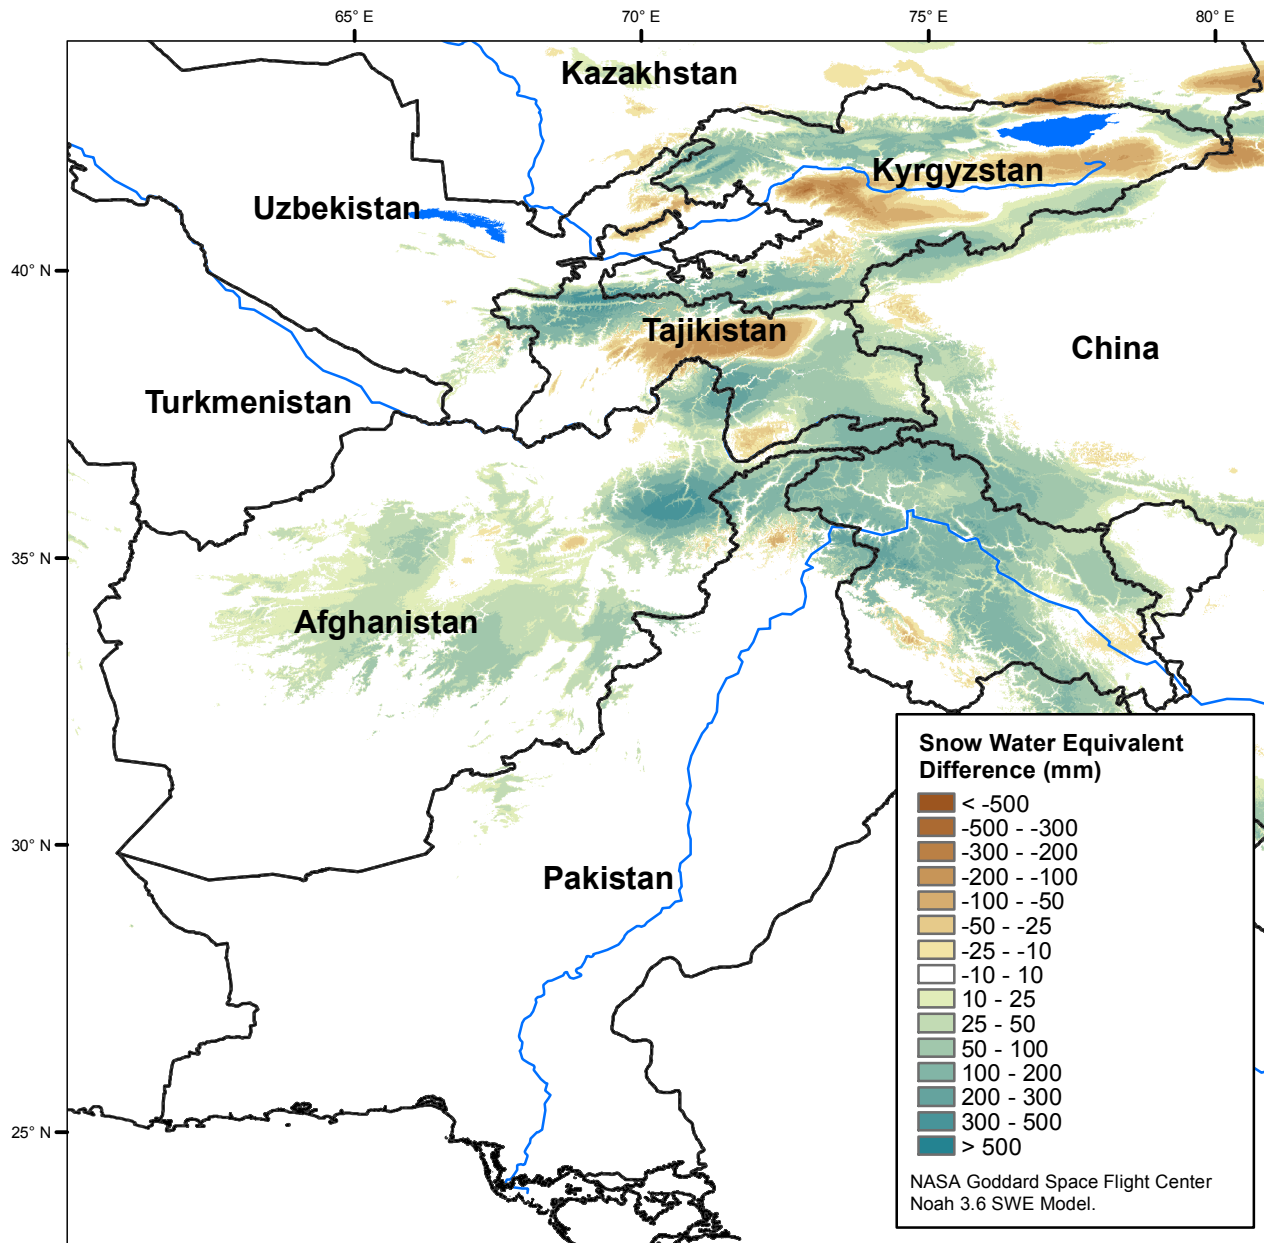 65° E
70° E
75° E
80° E
Kazakhstan
Kyrgyzstan
Uzbekistan
40° N
Tajikistan
China
Turkmenistan
35° N
Afghanistan
30° N
Pakistan
25° N
Snow Water Equivalent
Difference (mm)
< -500
-500 - -300
-300 - -200
-200 - -100
-100 - -50
-50 - -25
-25 - -10
-10 - 10
10 - 25
25 - 50
50 - 100
100 - 200
200 - 300
300 - 500
> 500
NASA Goddard Space Flight Center
Noah 3.6 SWE Model.